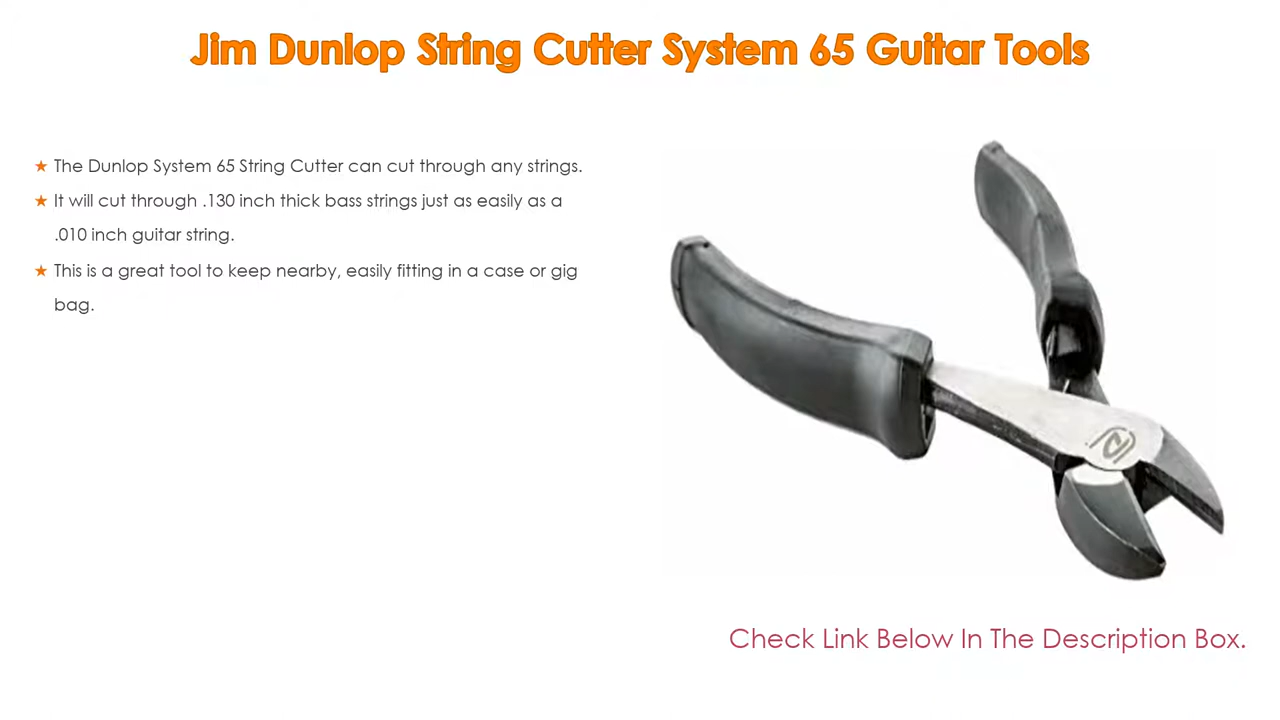 Jim Dunlop String Cutter System 65 Guitar Tools
The Dunlop System 65 String Cutter can cut through any strings.
It will cut through .130 inch thick bass strings just as easily as a
.010 inch guitar string.
This is a great tool to keep nearby, easily fitting in a case or gig
bag.
Check Link Below In The Description Box.